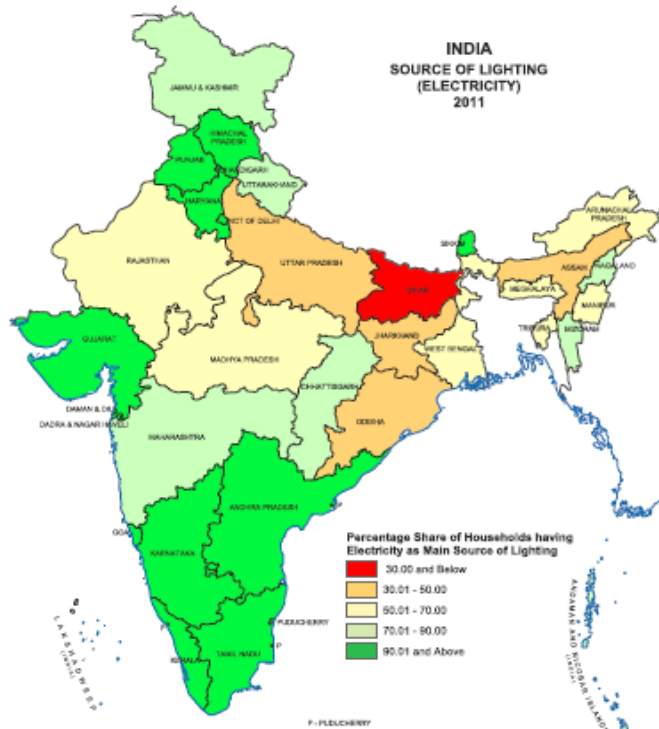 INDIA
SOURCE OF LIGHTING
(ELECTRICITY)
2011
JAMMU & KASHMIR
HIMACHAL
PRADESH
PUNJAB
CHANDIGARH
UTTARAKHAND
HARYANA
NCT OF DELHI
ARUNACHAL
PRADESH
SIKKIM
RAJASTHAN
UTTAR PRADESH
BIHAR
ASSAM
NAGALAND
MEGHALAYA
MANIPUR
JHARKHAND
WEST BENGAL
TRIPURA
MIZORAM
GUJARAT
MADHYA PRADESH
CHHATTISGARH
DAMAN & DIU
DADRA & NAGAR HAVELI
MAHARASHTRA
ODISHA
ANDHRA PRADESH
GOA
KARNATAKA
Percentage Share of Households having
Electricity as Main Source of Lighting
30.00 and Below
30.01 - 50.00
50.01 - 70.00
70.01 - 90.00
90.01 and Above
PUDUCHERRY
P
P
KERALA
TAMIL NADU
LAKSHADWEEP
(INDIA)
ANDAMAN AND NICOBAR ISLANDS
(INDIA)
P - PUDUCHERRY